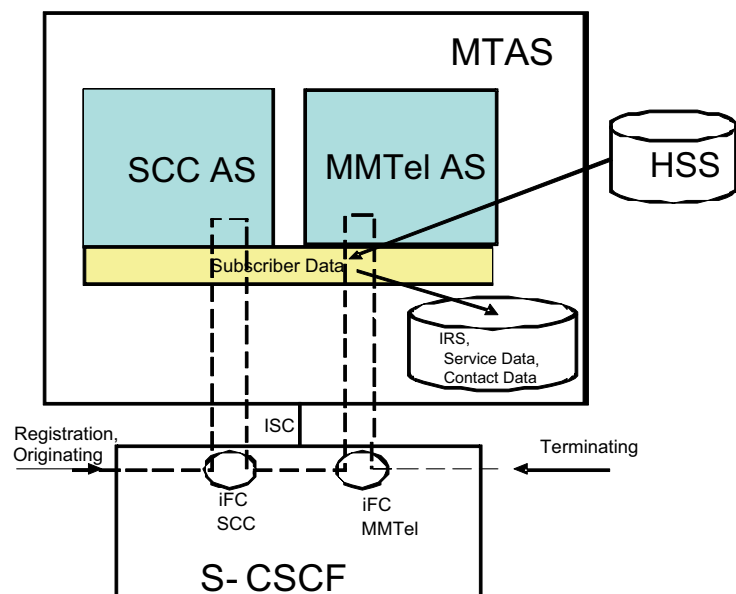 MTAS
SCC AS
MMTel AS
HSS
Subscriber Data
IRS,
Service Data,
Contact Data
ISC
Registration,
Originating
Terminating
iFC
SCC
iFC
MMTel
S- CSCF